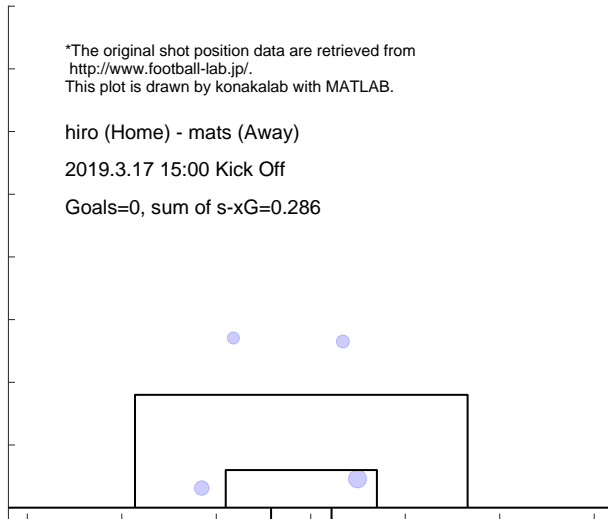 *The original shot position data are retrieved from
http://www.football-lab.jp/.
This plot is drawn by konakalab with MATLAB.
hiro (Home) - mats (Away)
2019.3.17 15:00 Kick Off
Goals=0, sum of s-xG=0.286